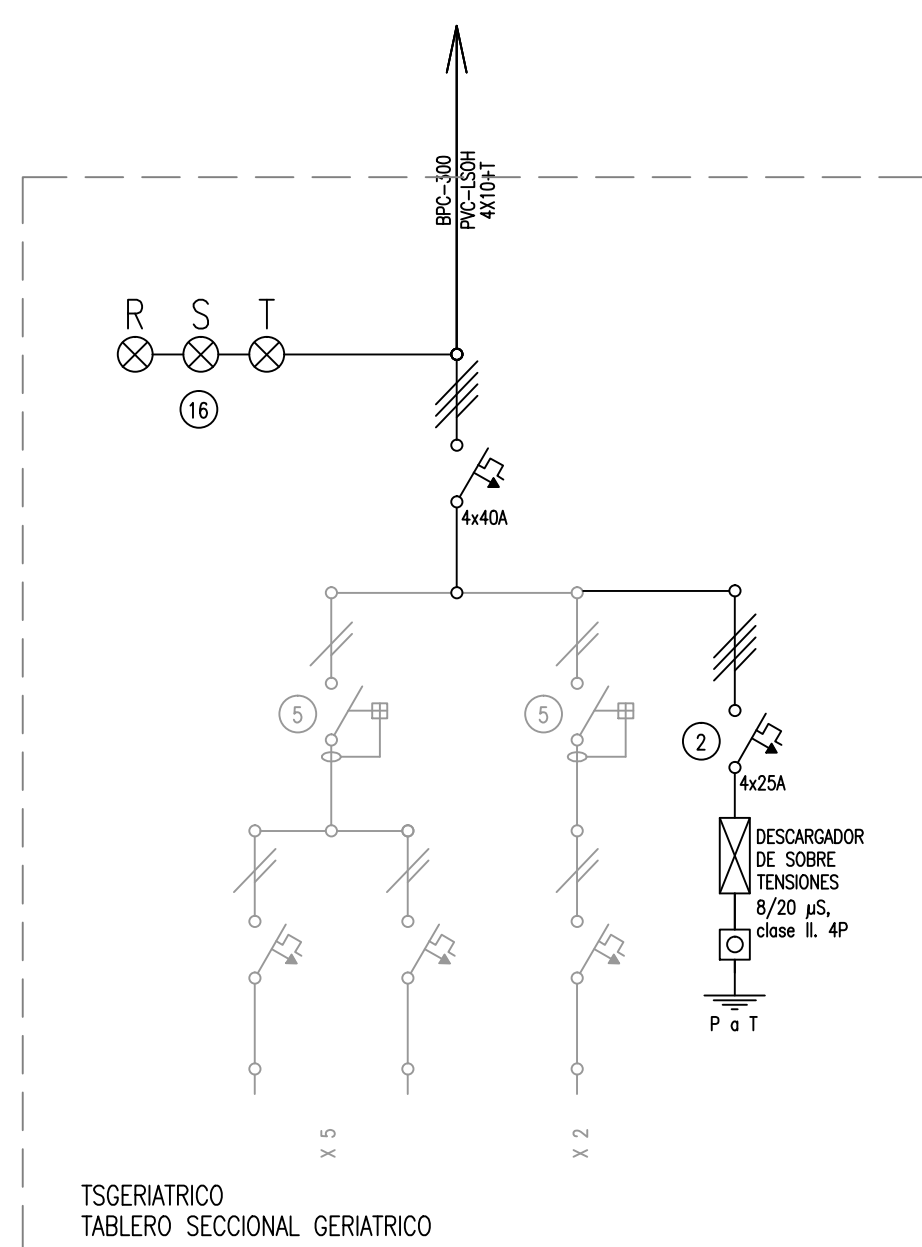 BPC-300
PVC-LSOH
4X10+T
R S T
16
4x40A
5
5
2
4x25A
DESCARGADOR
DE SOBRE
TENSIONES
8/20 µS,
clase II. 4P
P a T
X 5
X 2
TSGERIATRICO
TABLERO SECCIONAL GERIATRICO